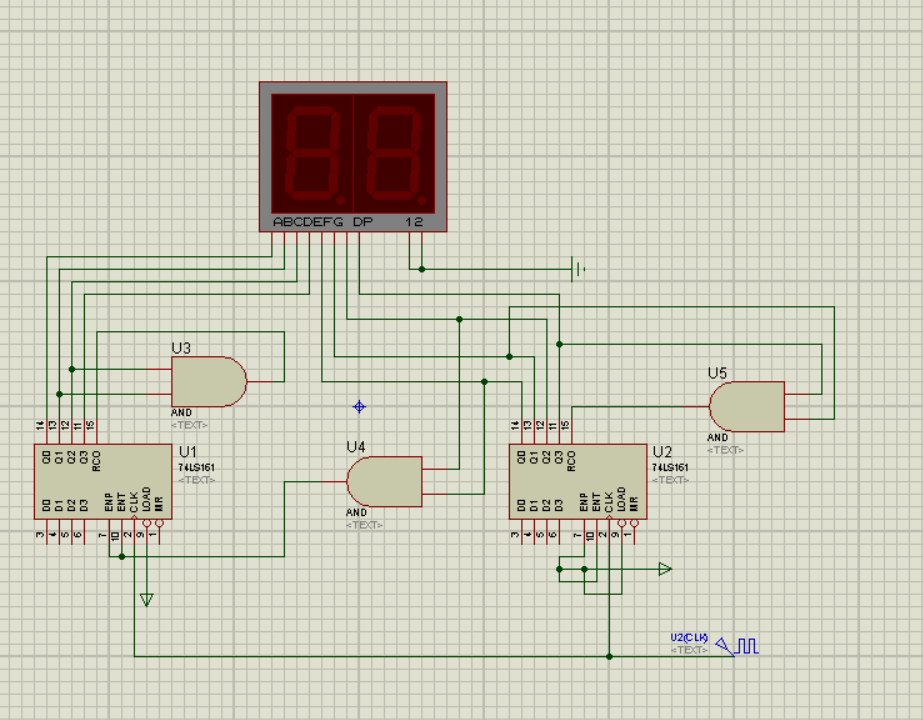 ABCDEFG DP 12
U3
AND
<TEXT>
U5
AND
<TEXT>
U4
AND
<TEXT>
14 13 12 11 15
Q0 Q1 Q2 Q3 RCO
D0 D1 D2 D3 ENP ENT CLK LOAD MR
3 4 5 6 7 10 2 9 1
U1
74LS161
<TEXT>
14 13 12 11 15
Q0 Q1 Q2 Q3 RCO
D0 D1 D2 D3 ENP ENT CLK LOAD MR
3 4 5 6 7 10 2 9 1
U2
74LS161
<TEXT>
U2(CLK)
<TEXT>